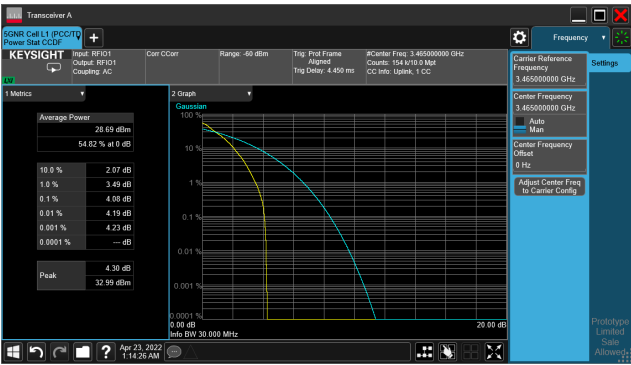 Transceiver A
5GNR Cell L1 (PCC/TD
Power Stat CCDF
Frequency
KEYSIGHT
Input: RFIO1
Output: RFIO1
Coupling: AC
Corr CCorr
Range: -60 dBm
Trig: Prot Frame
Aligned
Trig Delay: 4.450 ms
#Center Freq: 3.465000000 GHz
Counts: 154 k/10.0 Mpt
CC Info: Uplink, 1 CC
LVI
1 Metrics
Average Power
28.69 dBm
54.82 % at 0 dB
10.0 % 2.07 dB
1.0 % 3.49 dB
0.1 % 4.08 dB
0.01 % 4.19 dB
0.001 % 4.23 dB
0.0001 % --- dB
Peak
4.30 dB
32.99 dBm
2 Graph
Gaussian
100 %
10 %
1 %
0.1 %
0.01 %
0.001 %
0.0001 %
0.00 dB
20.00 dB
Info BW 30.000 MHz
Carrier Reference
Frequency
3.465000000 GHz
Center Frequency
3.465000000 GHz
Auto
Man
Center Frequency
Offset
0 Hz
Adjust Center Freq
to Carrier Config
Settings
Prototype
Limited
Sale
Allowed
Apr 23, 2022
1:14:26 AM